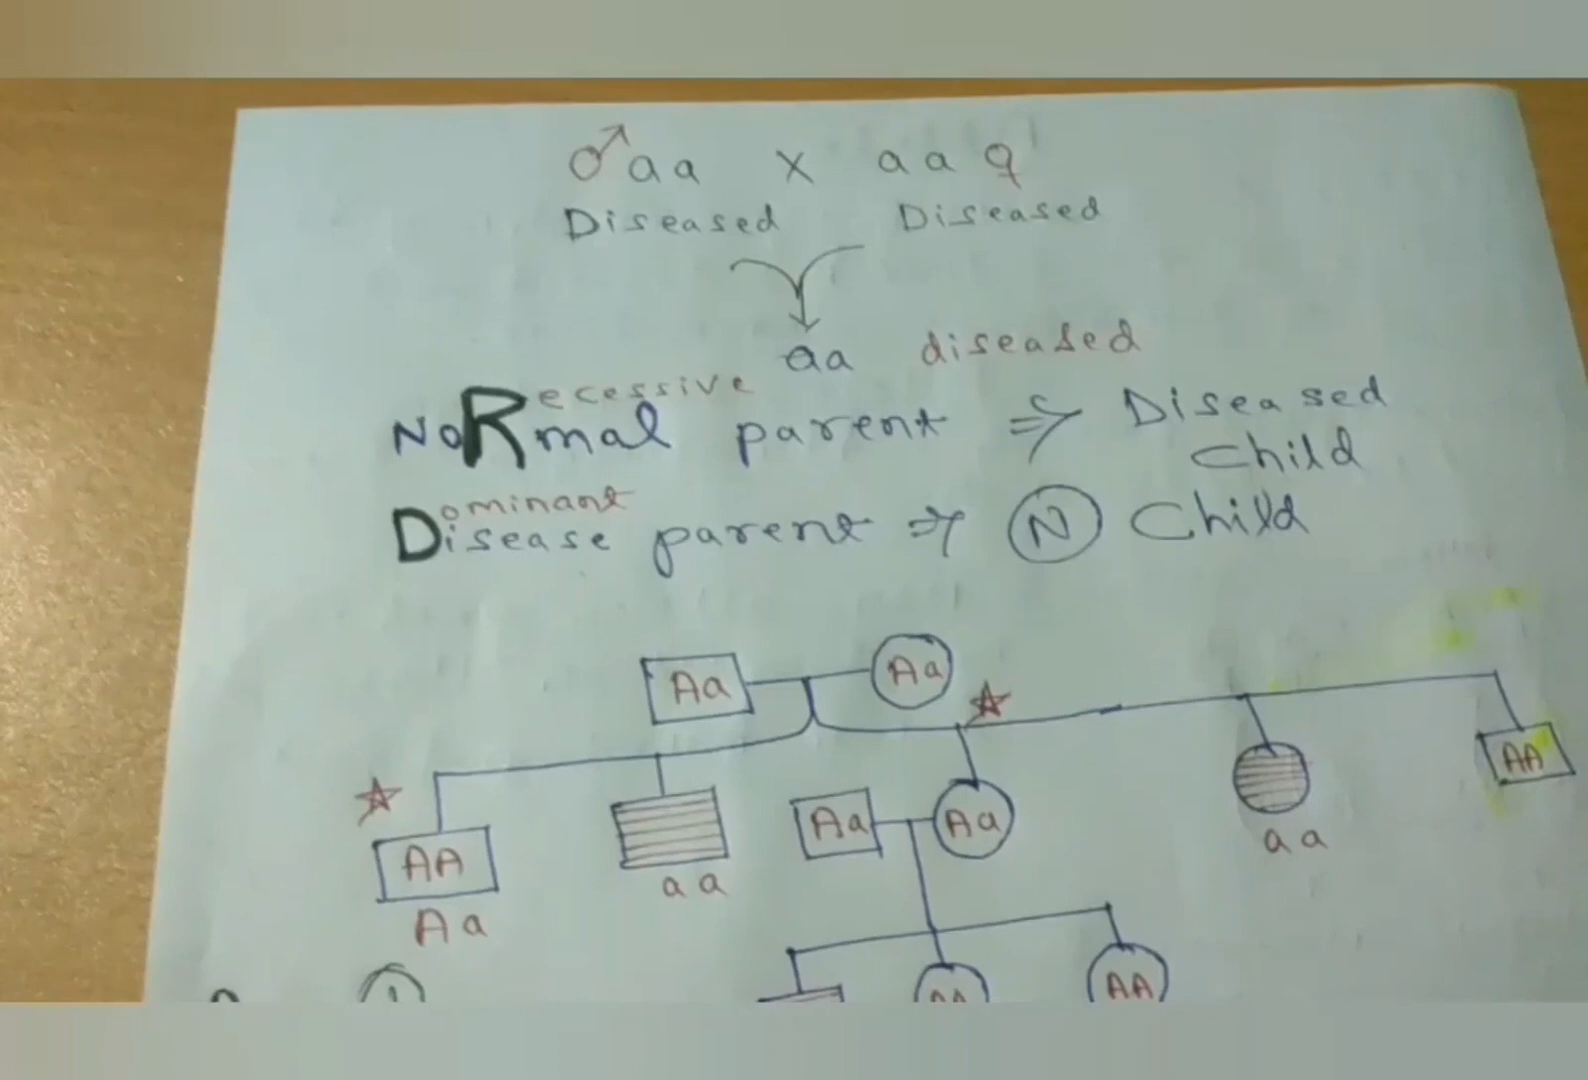 ♂ aa X aa ♀
Diseased Diseased
aa diseased
Recessive
NoRmal parent ⇒ Diseased
Child
Dominant
Disease parent ⇒ N Child
Aa Aa
AA aa Aa Aa aa AA
Aa
AA
1